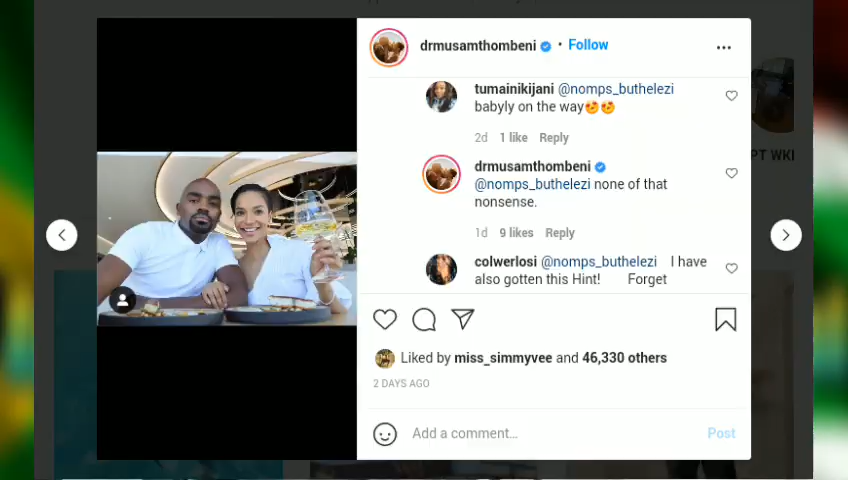 drmusamthombeni • Follow
tumainikijani @nomps_buthelezi
babyly on the way😍😍
2d 1 like Reply
drmusamthombeni
@nomps_buthelezi none of that
nonsense.
1d 9 likes Reply
colwerlosi @nomps_buthelezi I have
also gotten this Hint! Forget
Liked by miss_simmyvee and 46,330 others
2 DAYS AGO
Add a comment...
Post
PT WKI